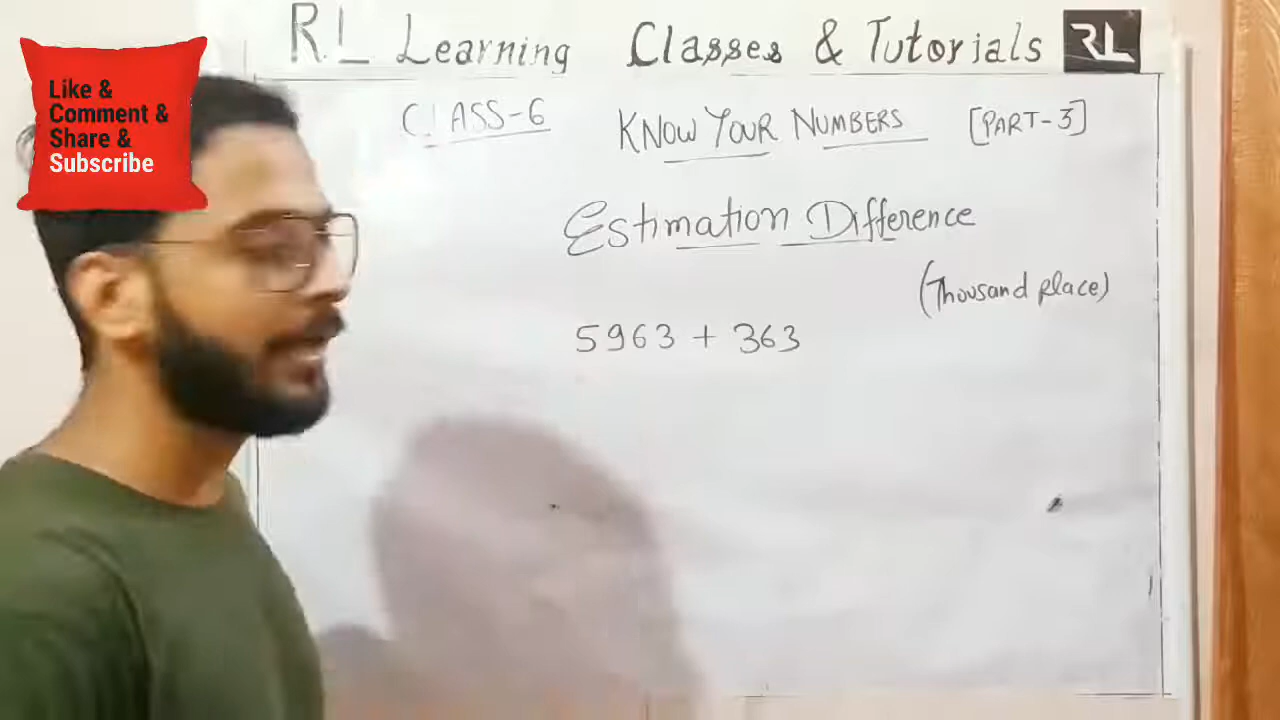 R.L Learning Classes & Tutorials RL
Like &
Comment &
Share &
Subscribe
CLASS-6 KNOW YOUR NUMBERS [PART-3]
Estimation Difference
(Thousand place)
5963 + 363